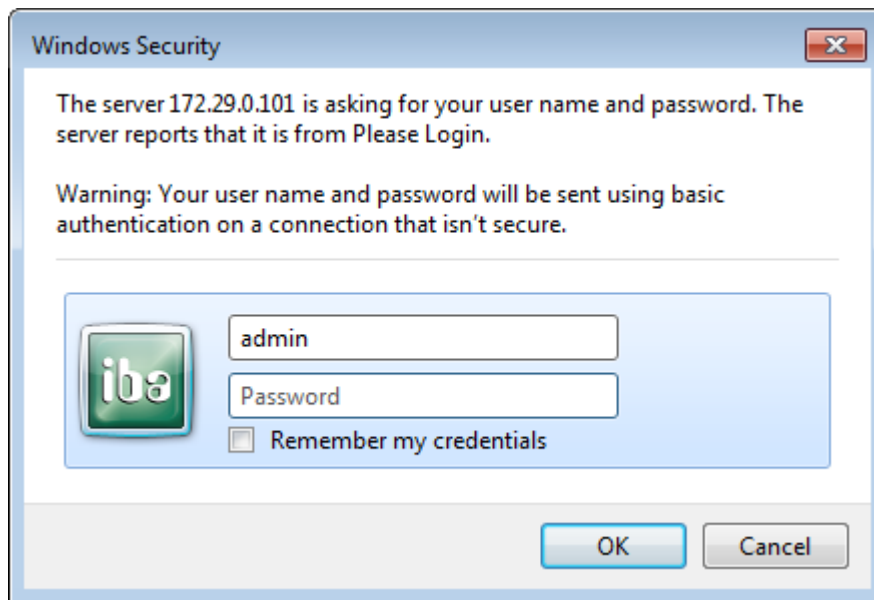 Windows Security
The server 172.29.0.101 is asking for your user name and password. The
server reports that it is from Please Login.
Warning: Your user name and password will be sent using basic
authentication on a connection that isn't secure.
iba
admin
Password
Remember my credentials
OK
Cancel